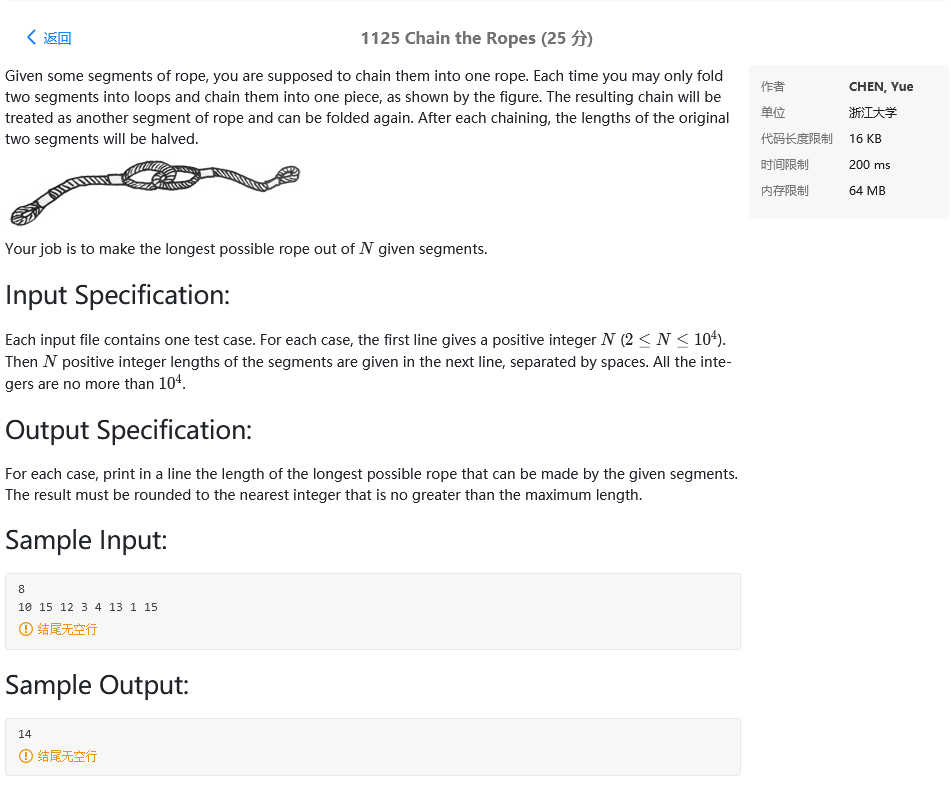 返回
1125 Chain the Ropes (25 分)
Given some segments of rope, you are supposed to chain them into one rope. Each time you may only fold
two segments into loops and chain them into one piece, as shown by the figure. The resulting chain will be
treated as another segment of rope and can be folded again. After each chaining, the lengths of the original
two segments will be halved.
Your job is to make the longest possible rope out of N given segments.
Input Specification:
Each input file contains one test case. For each case, the first line gives a positive integer N (2 ≤ N ≤ 10⁴).
Then N positive integer lengths of the segments are given in the next line, separated by spaces. All the inte-
gers are no more than 10⁴.
Output Specification:
For each case, print in a line the length of the longest possible rope that can be made by the given segments.
The result must be rounded to the nearest integer that is no greater than the maximum length.
Sample Input:
8
10 15 12 3 4 13 1 15
结尾无空行
Sample Output:
14
结尾无空行
作者 CHEN, Yue
单位 浙江大学
代码长度限制 16 KB
时间限制 200 ms
内存限制 64 MB